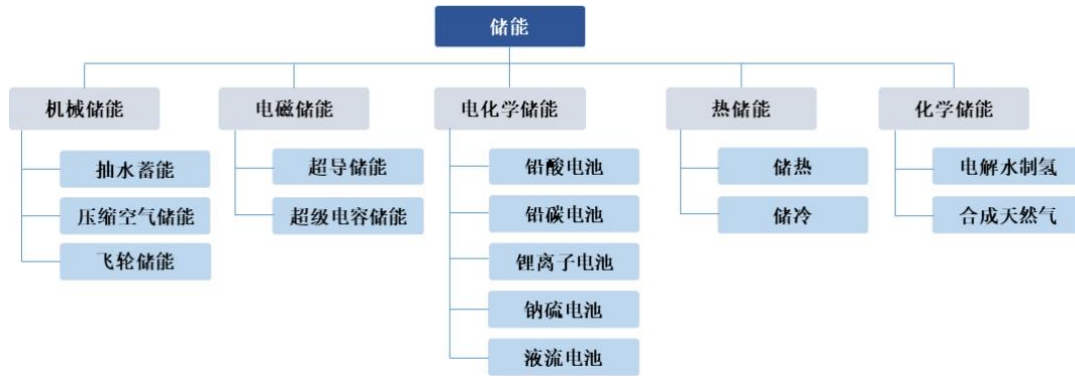 储能
机械储能
抽水蓄能
压缩空气储能
飞轮储能
电磁储能
超导储能
超级电容储能
电化学储能
铅酸电池
铅碳电池
锂离子电池
钠硫电池
液流电池
热储能
储热
储冷
化学储能
电解水制氢
合成天然气